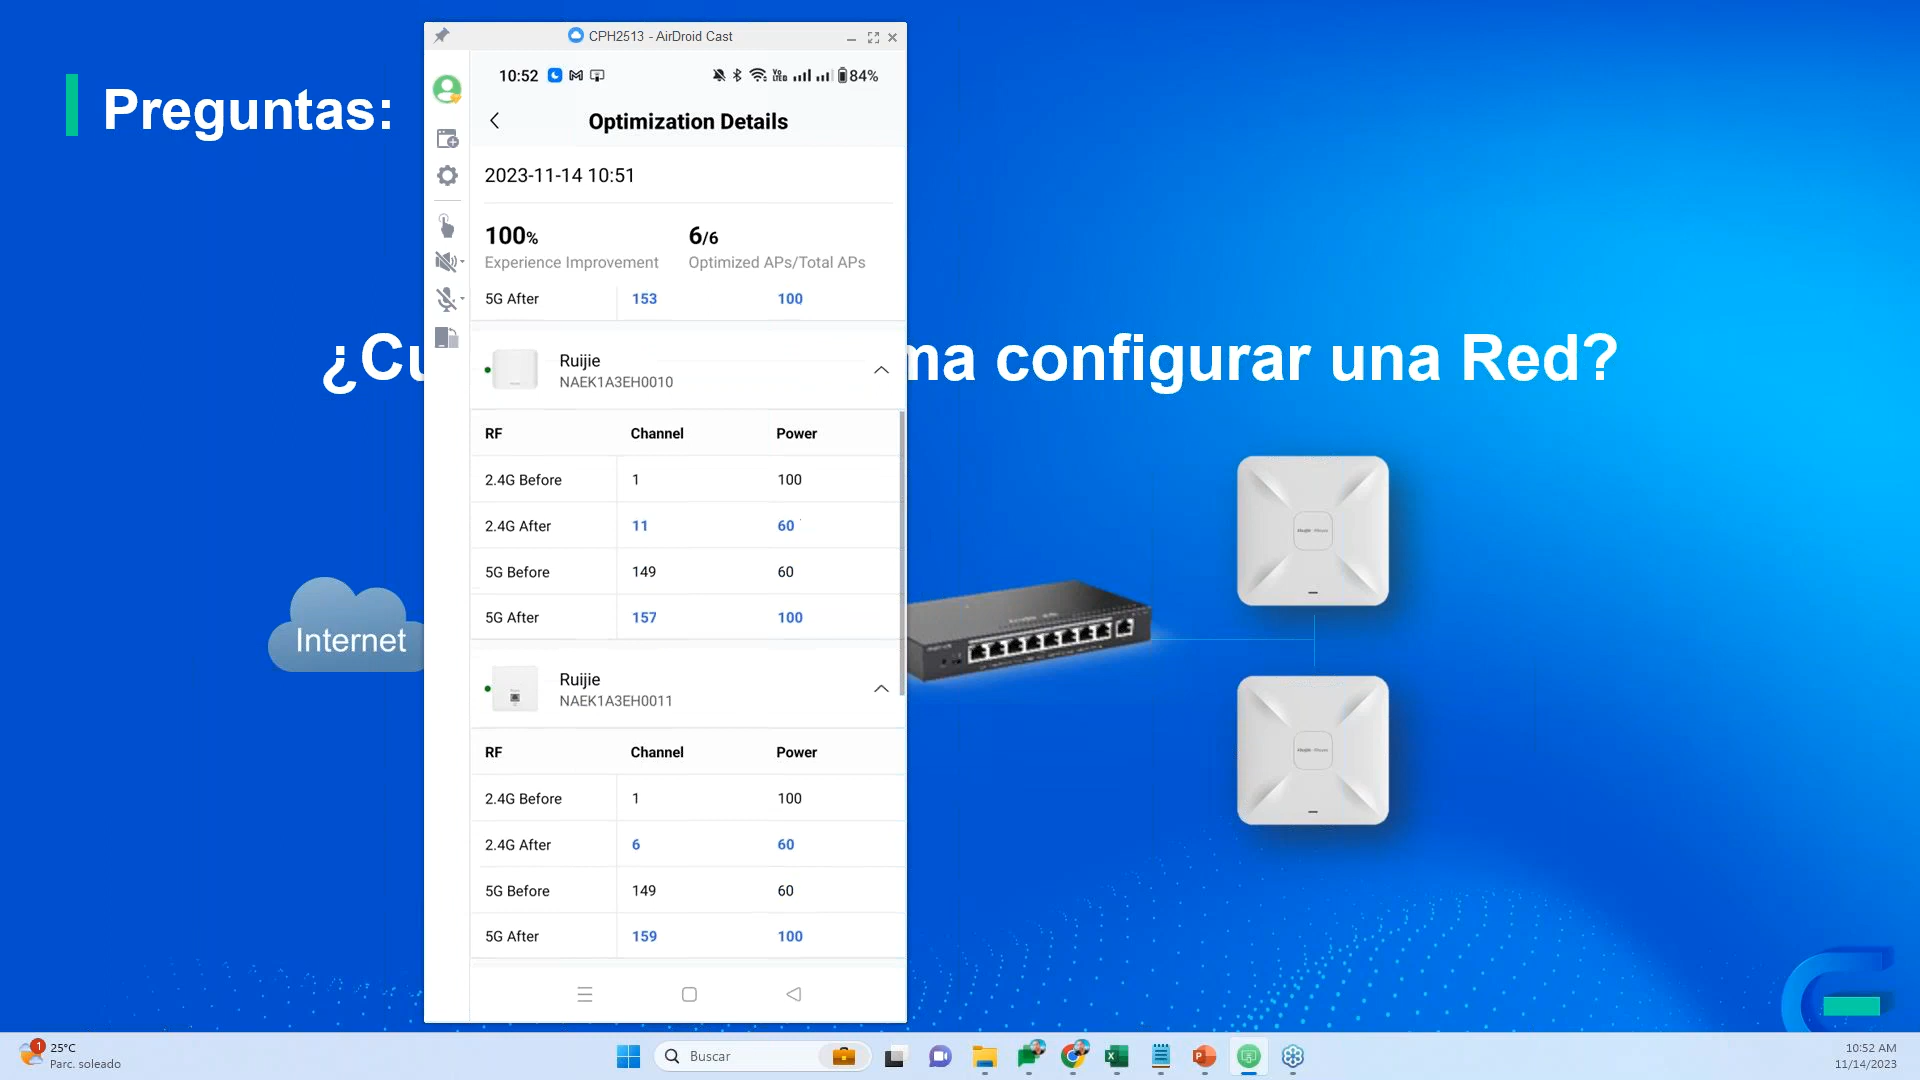 CPH2513 - AirDroid Cast
Preguntas:
10:52
84%
Optimization Details
2023-11-14 10:51
100%
6/6
Experience Improvement
Optimized APs/Total APs
5G After 153 100
¿Cu
ma configurar una Red?
Ruijie
NAEK1A3EH0010
RF Channel Power
2.4G Before 1 100
2.4G After 11 60
5G Before 149 60
5G After 157 100
Internet
Ruijie
NAEK1A3EH0011
RF Channel Power
2.4G Before 1 100
2.4G After 6 60
5G Before 149 60
5G After 159 100
1
25°C
Parc. soleado
Buscar
10:52 AM
11/14/2023